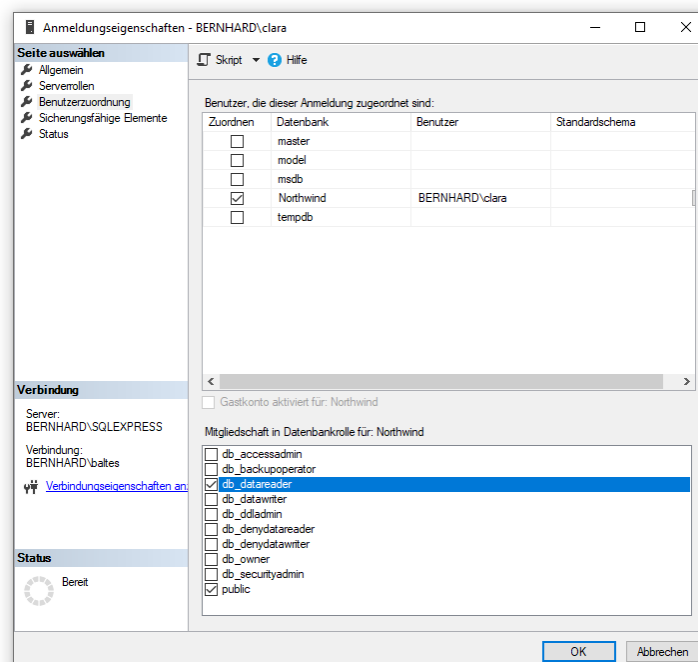 Anmeldungseigenschaften - BERNHARD\clara
Seite auswählen
Allgemein
Serverrollen
Benutzerzuordnung
Sicherungsfähige Elemente
Status
Skript
Hilfe
Benutzer, die dieser Anmeldung zugeordnet sind:
Zuordnen Datenbank Benutzer Standardschema
master
model
msdb
Northwind BERNHARD\clara
tempdb
Gastkonto aktiviert für: Northwind
Mitgliedschaft in Datenbankrolle für: Northwind
db_accessadmin
db_backupoperator
db_datareader
db_datawriter
db_ddladmin
db_denydatareader
db_denydatawriter
db_owner
db_securityadmin
public
Verbindung
Server:
BERNHARD\SQLEXPRESS
Verbindung:
BERNHARD\baltes
Verbindungseigenschaften an
Status
Bereit
OK Abbrechen